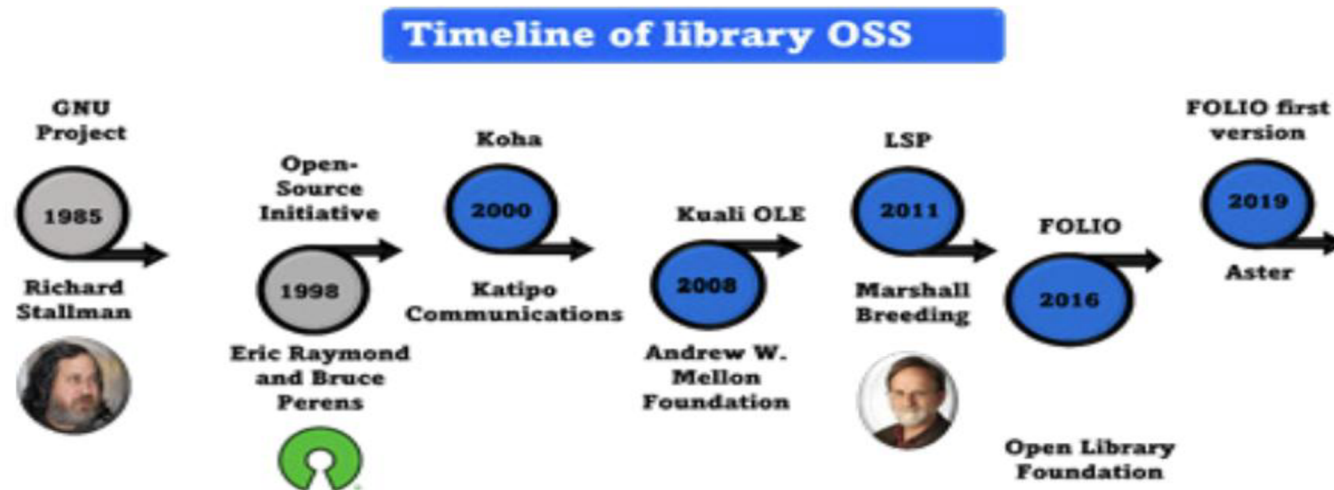 Timeline of library OSS
GNU
Project
1985
Richard
Stallman
Open-
Source
Initiative
1998
Eric Raymond
and Bruce
Perens
Koha
2000
Katipo
Communications
Kuali OLE
2008
Andrew W.
Mellon
Foundation
LSP
2011
Marshall
Breeding
FOLIO
2016
Open Library
Foundation
FOLIO first
version
2019
Aster